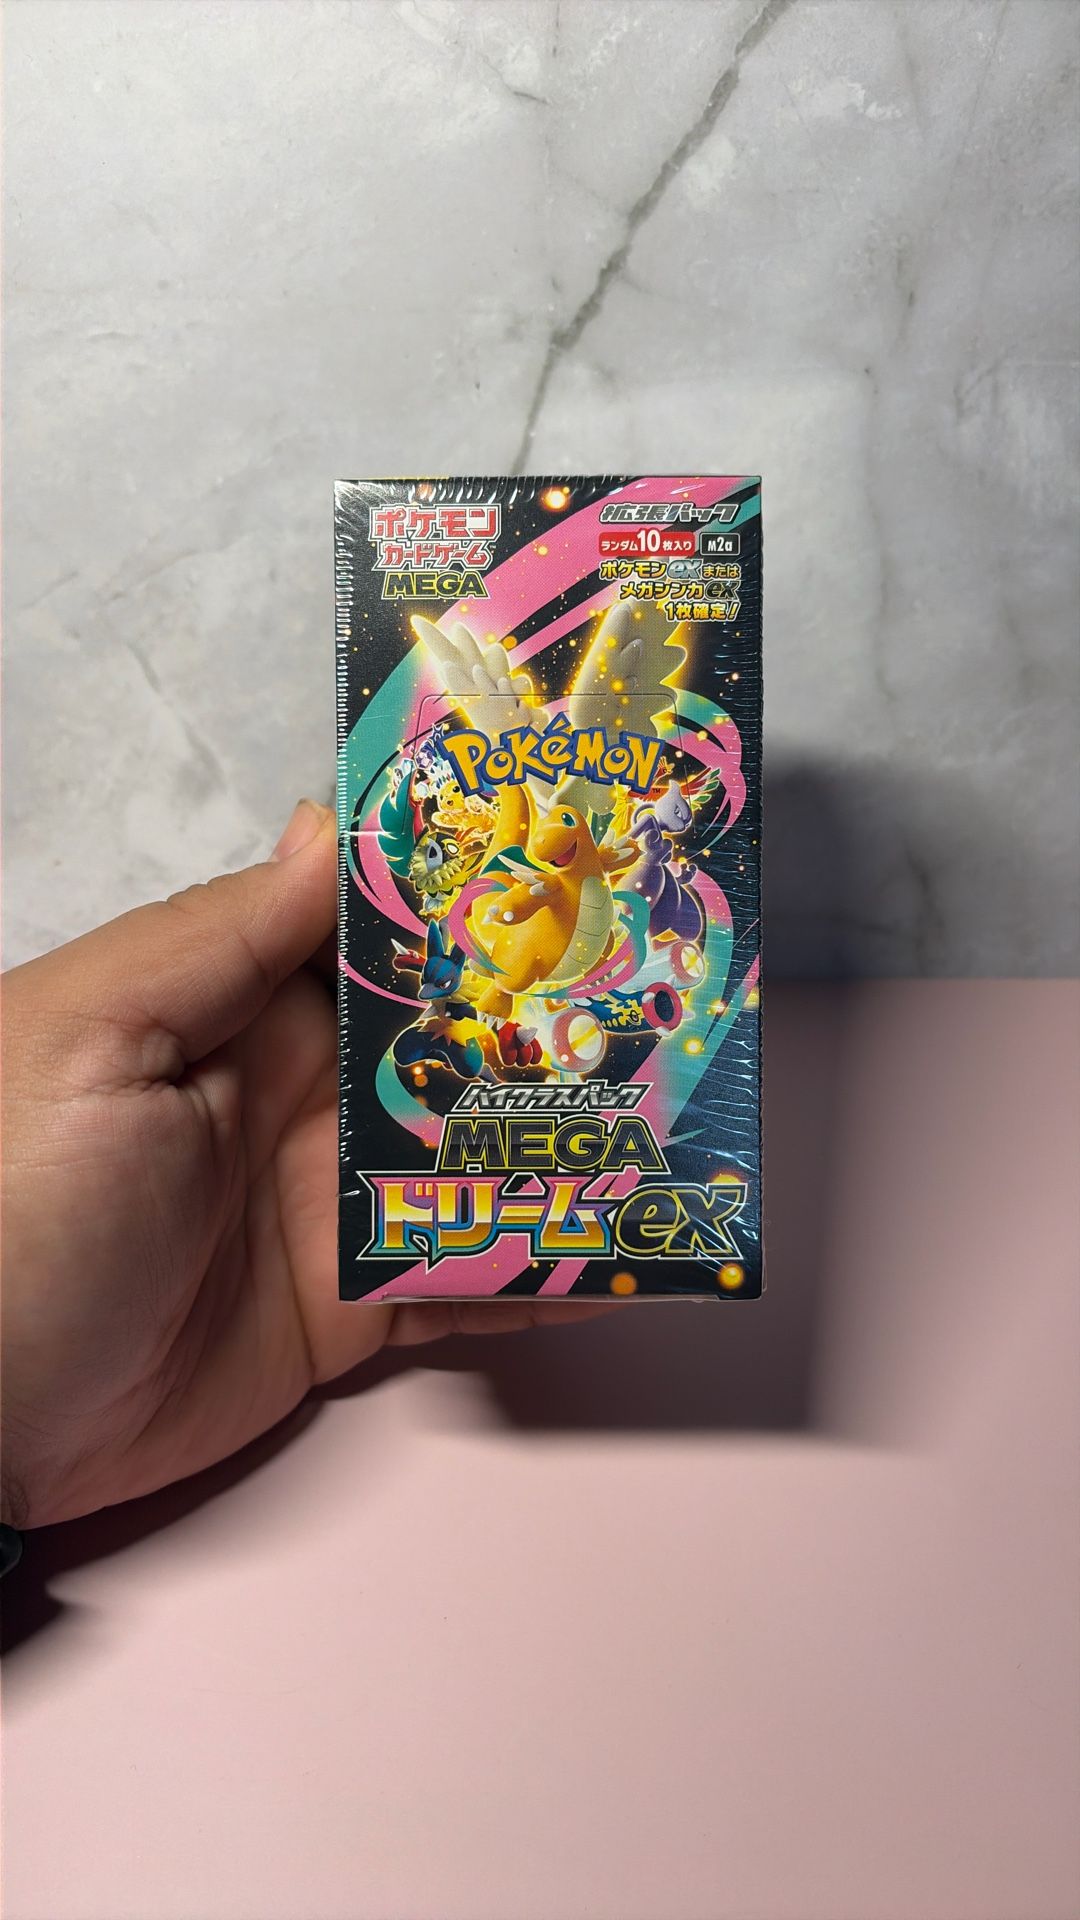 ポケモン
カードゲーム
MEGA
拡張パック
ランダム10枚入り M2a
ポケモンexまたは
メガシンカex
1枚確定!
POKéMON
TM
ハイクラスパック
MEGA
ドリームex